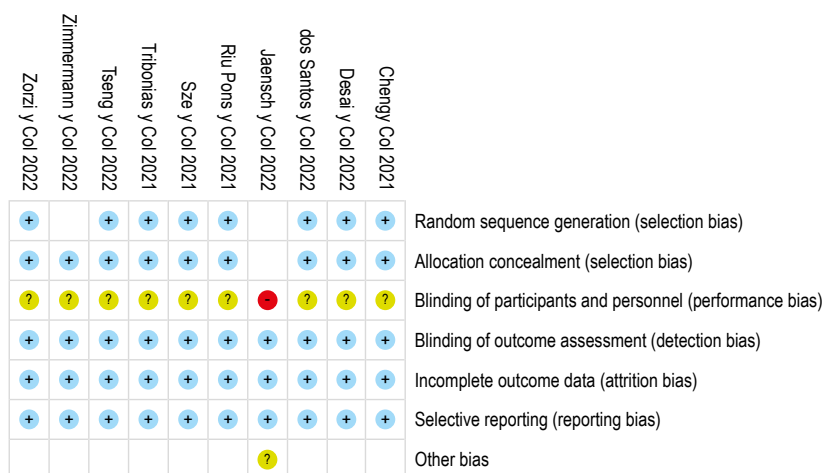 Zorzi y Col 2022
Zimmermann y Col 2022
Tseng y Col 2022
Tribonias y Col 2021
Sze y Col 2021
Riu Pons y Col 2021
Jaensch y Col 2022
dos Santos y Col 2022
Desai y Col 2022
Chengy Col 2021
+ + + + + + + + Random sequence generation (selection bias)
+ + + + + + + + + Allocation concealment (selection bias)
? ? ? ? ? ? - ? ? ? Blinding of participants and personnel (performance bias)
+ + + + + + + + + + Blinding of outcome assessment (detection bias)
+ + + + + + + + + + Incomplete outcome data (attrition bias)
+ + + + + + + + + + Selective reporting (reporting bias)
? Other bias